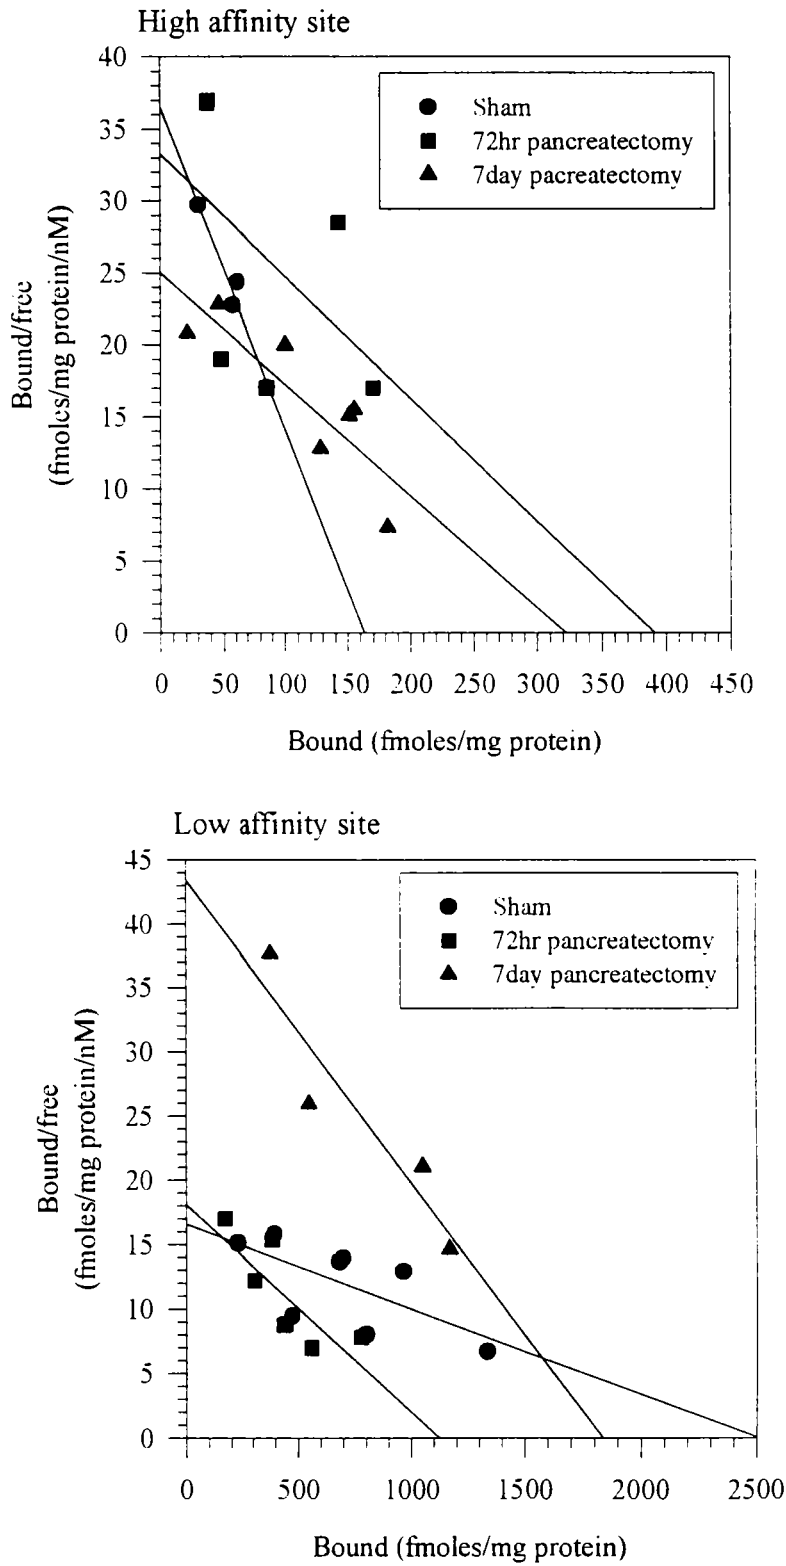 High affinity site
40
35
30
25
20
15
10
5
0
Bound/free
(fmoles/mg protein/nM)
Sham
72hr pancreatectomy
7day pacreatectomy
0 50 100 150 200 250 300 350 400 450
Bound (fmoles/mg protein)
Low affinity site
45
40
35
30
25
20
15
10
5
0
Bound/free
(fmoles/mg protein/nM)
Sham
72hr pancreatectomy
7day pancreatectomy
0 500 1000 1500 2000 2500
Bound (fmoles/mg protein)